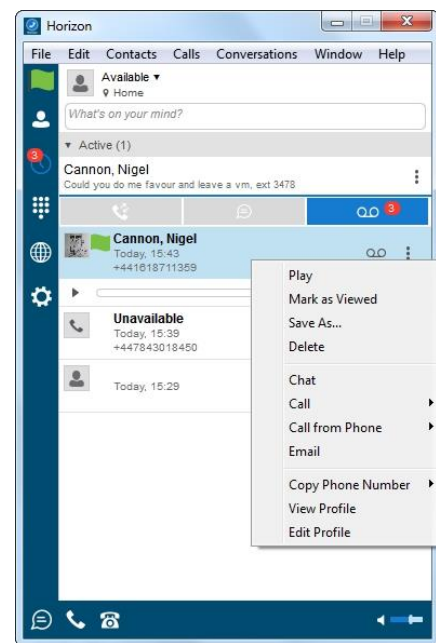 Horizon
File Edit Contacts Calls Conversations Window Help
Available
Home
What's on your mind?
Active (1)
Cannon, Nigel
Could you do me favour and leave a vm, ext 3478
3
3
Cannon, Nigel
Today, 15:43
+441618711359
Unavailable
Today, 15:39
+447843018450
Today, 15:29
Play
Mark as Viewed
Save As...
Delete
Chat
Call
Call from Phone
Email
Copy Phone Number
View Profile
Edit Profile